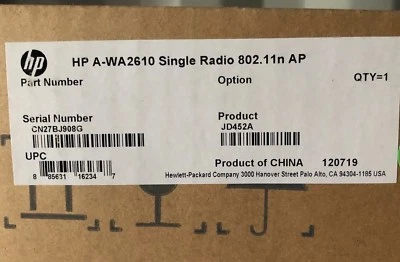 hp
HP A-WA2610 Single Radio 802.11n AP
Part Number Option QTY=1
Serial Number Product
CN27BJ908G JD452A
UPC Product of CHINA 120719
8 85631 16234 7 Hewlett-Packard Company 3000 Hanover Street Palo Alto, CA 94304-1185 USA